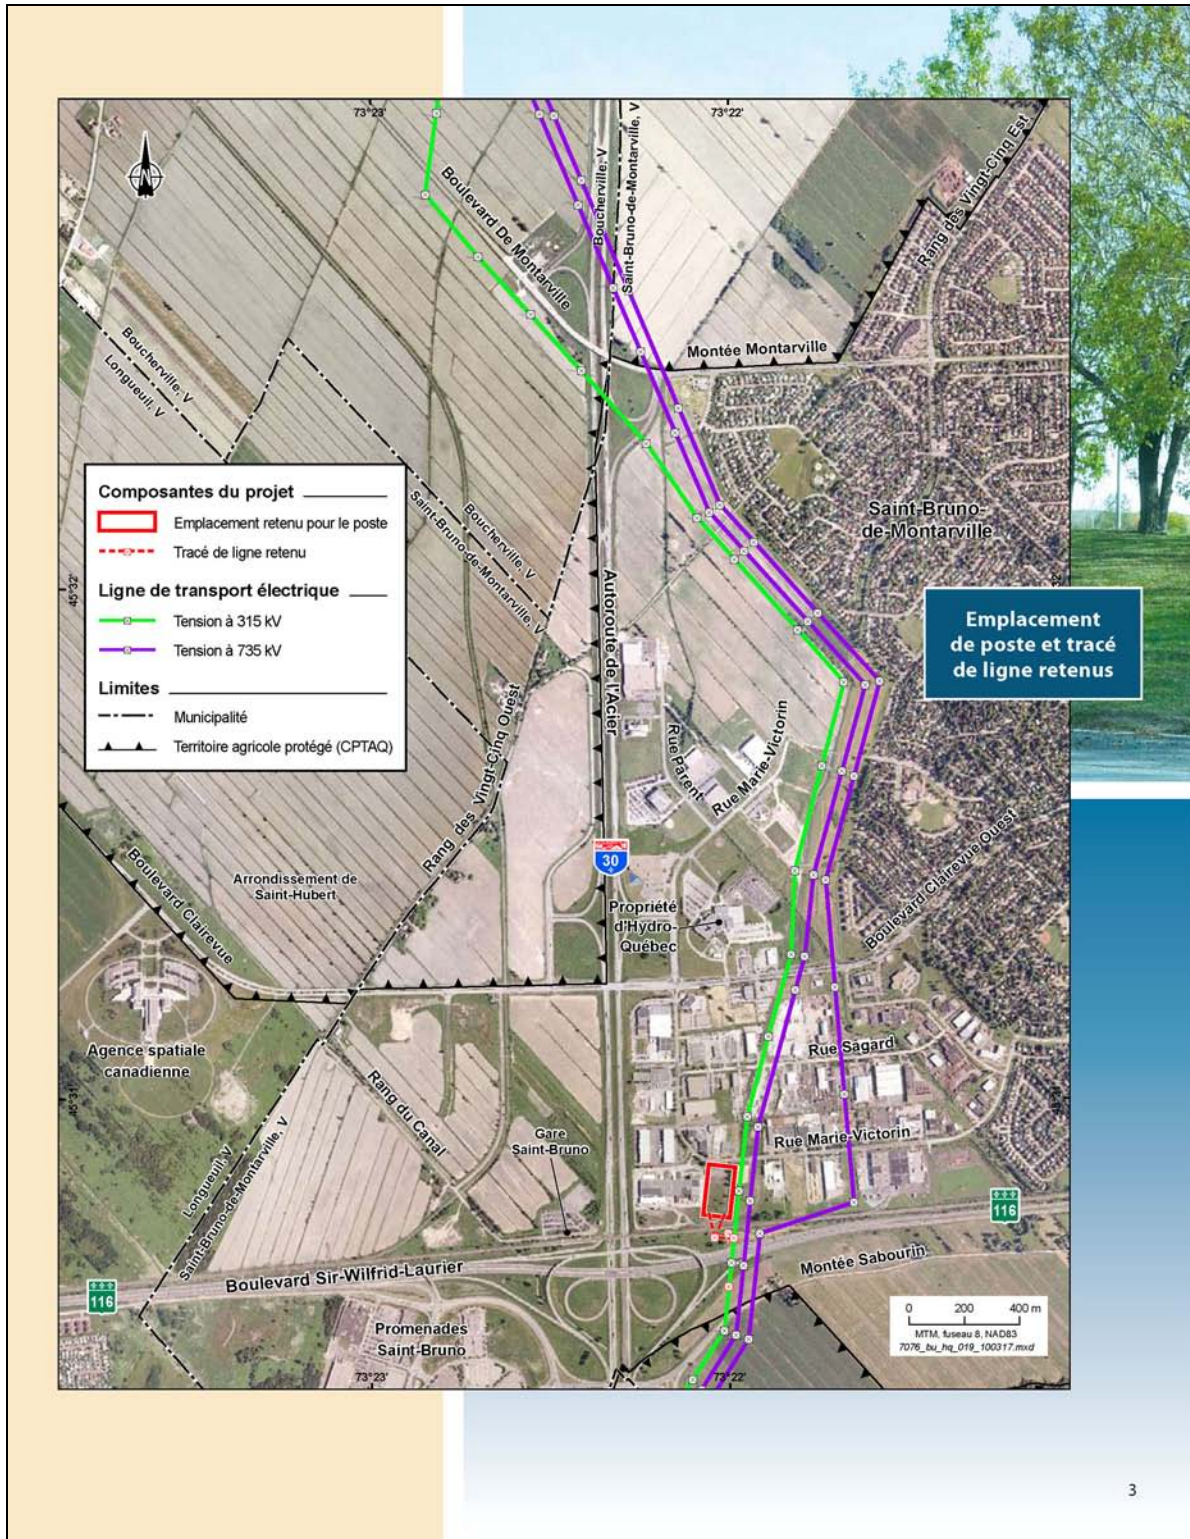 73°23'
73°22'
N
Boulevard De Montarville
Boucherville, V
Saint-Bruno-de-Montarville, V
Rang des Vingt-Cinq Est
Montée Montarville
Boucherville, V
Longueuil, V
Saint-Bruno
de-Montarville
Composantes du projet
Emplacement retenu pour le poste
Tracé de ligne retenu
Ligne de transport électrique
Tension à 315 kV
Tension à 735 kV
Limites
Municipalité
Territoire agricole protégé (CPTAQ)
Boucherville, V
Saint-Bruno-de-Montarville, V
45°32'
Autoroute de l'Acier
Emplacement
de poste et tracé
de ligne retenus
Rang des Vingt-Cinq Ouest
Rue Parent
Rue Marie-Victorin
30
Boulevard Clairevue
Arrondissement de
Saint-Hubert
Propriété
d'Hydro-
Québec
Boulevard Clairevue Ouest
Agence spatiale
canadienne
Rue Sagard
45°31'
Rang du Canal
Gare
Saint-Bruno
Rue Marie-Victorin
Longueuil, V
Saint-Bruno-de-Montarville, V
116
Boulevard Sir-Wilfrid-Laurier
Montée Sabourin
116
Promenades
Saint-Bruno
0 200 400 m
MTM, fuseau 8, NAD83
7076_bu_hq_019_100317.mxd
73°23'
73°22'
3